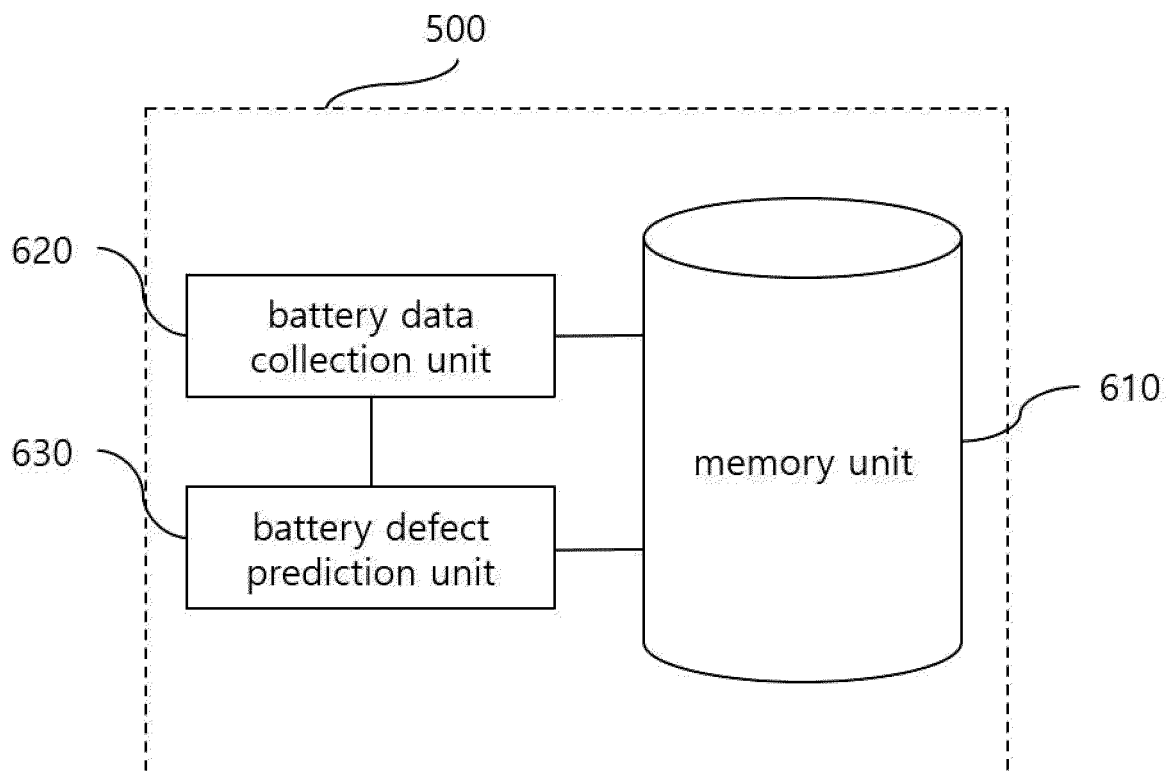 500
620
battery data
collection unit
610
630
memory unit
battery defect
prediction unit